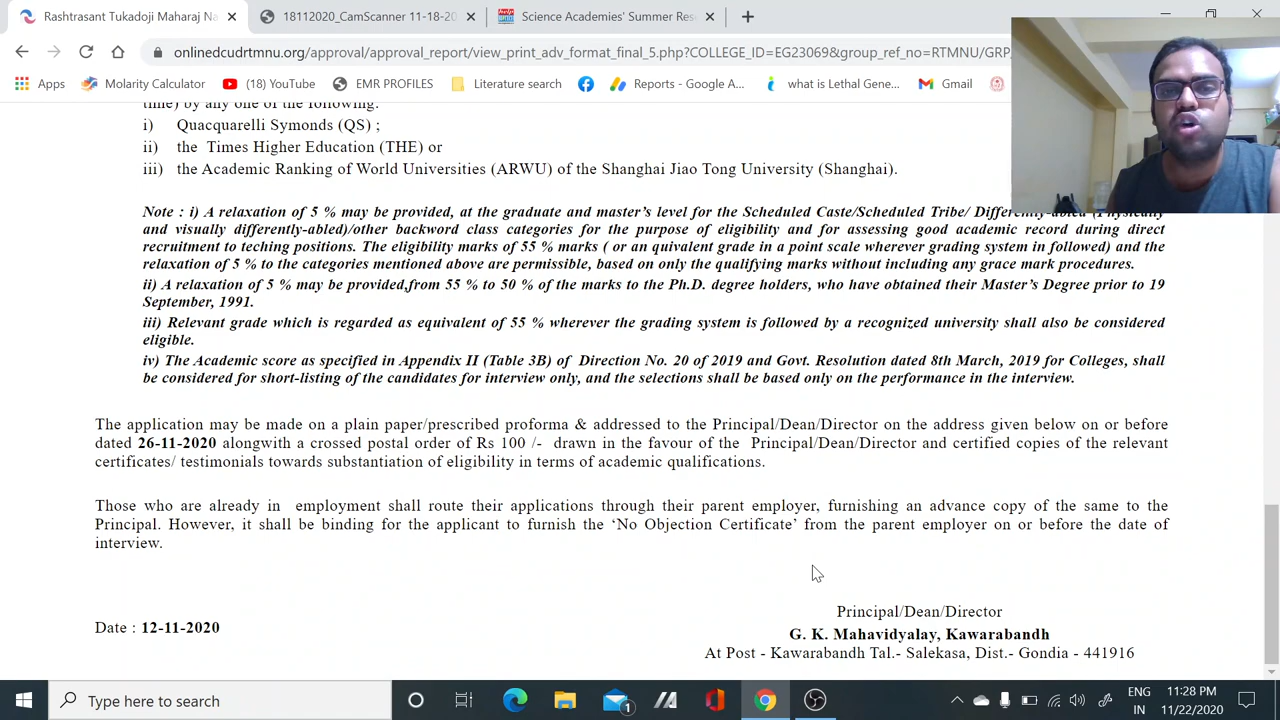 Rashtrasant Tukadoji Maharaj Na
18112020_CamScanner 11-18-20
Science Academies' Summer Res
onlinedcudrtmnu.org/approval/approval_report/view_print_adv_format_final_5.php?COLLEGE_ID=EG23069&group_ref_no=RTMNU/GRP
Apps Molarity Calculator (18) YouTube EMR PROFILES Literature search Reports - Google A... what is Lethal Gene... Gmail
time) by any one of the following:
i) Quacquarelli Symonds (QS) ;
ii) the Times Higher Education (THE) or
iii) the Academic Ranking of World Universities (ARWU) of the Shanghai Jiao Tong University (Shanghai).
Note : i) A relaxation of 5 % may be provided, at the graduate and master's level for the Scheduled Caste/Scheduled Tribe/ Differently-abled (Physically
and visually differently-abled)/other backword class categories for the purpose of eligibility and for assessing good academic record during direct
recruitment to teching positions. The eligibility marks of 55 % marks ( or an quivalent grade in a point scale wherever grading system in followed) and the
relaxation of 5 % to the categories mentioned above are permissible, based on only the qualifying marks without including any grace mark procedures.
ii) A relaxation of 5 % may be provided,from 55 % to 50 % of the marks to the Ph.D. degree holders, who have obtained their Master's Degree prior to 19
September, 1991.
iii) Relevant grade which is regarded as equivalent of 55 % wherever the grading system is followed by a recognized university shall also be considered
eligible.
iv) The Academic score as specified in Appendix II (Table 3B) of Direction No. 20 of 2019 and Govt. Resolution dated 8th March, 2019 for Colleges, shall
be considered for short-listing of the candidates for interview only, and the selections shall be based only on the performance in the interview.
The application may be made on a plain paper/prescribed proforma & addressed to the Principal/Dean/Director on the address given below on or before
dated 26-11-2020 alongwith a crossed postal order of Rs 100 /- drawn in the favour of the Principal/Dean/Director and certified copies of the relevant
certificates/ testimonials towards substantiation of eligibility in terms of academic qualifications.
Those who are already in employment shall route their applications through their parent employer, furnishing an advance copy of the same to the
Principal. However, it shall be binding for the applicant to furnish the 'No Objection Certificate' from the parent employer on or before the date of
interview.
Principal/Dean/Director
Date : 12-11-2020
G. K. Mahavidyalay, Kawarabandh
At Post - Kawarabandh Tal.- Salekasa, Dist.- Gondia - 441916
Type here to search
1
ENG
IN
11:28 PM
11/22/2020